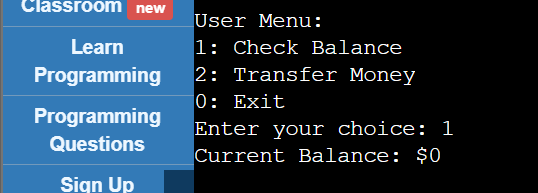 Classroom new
Learn
Programming
Programming
Questions
Sign Up
User Menu:
1: Check Balance
2: Transfer Money
0: Exit
Enter your choice: 1
Current Balance: $0